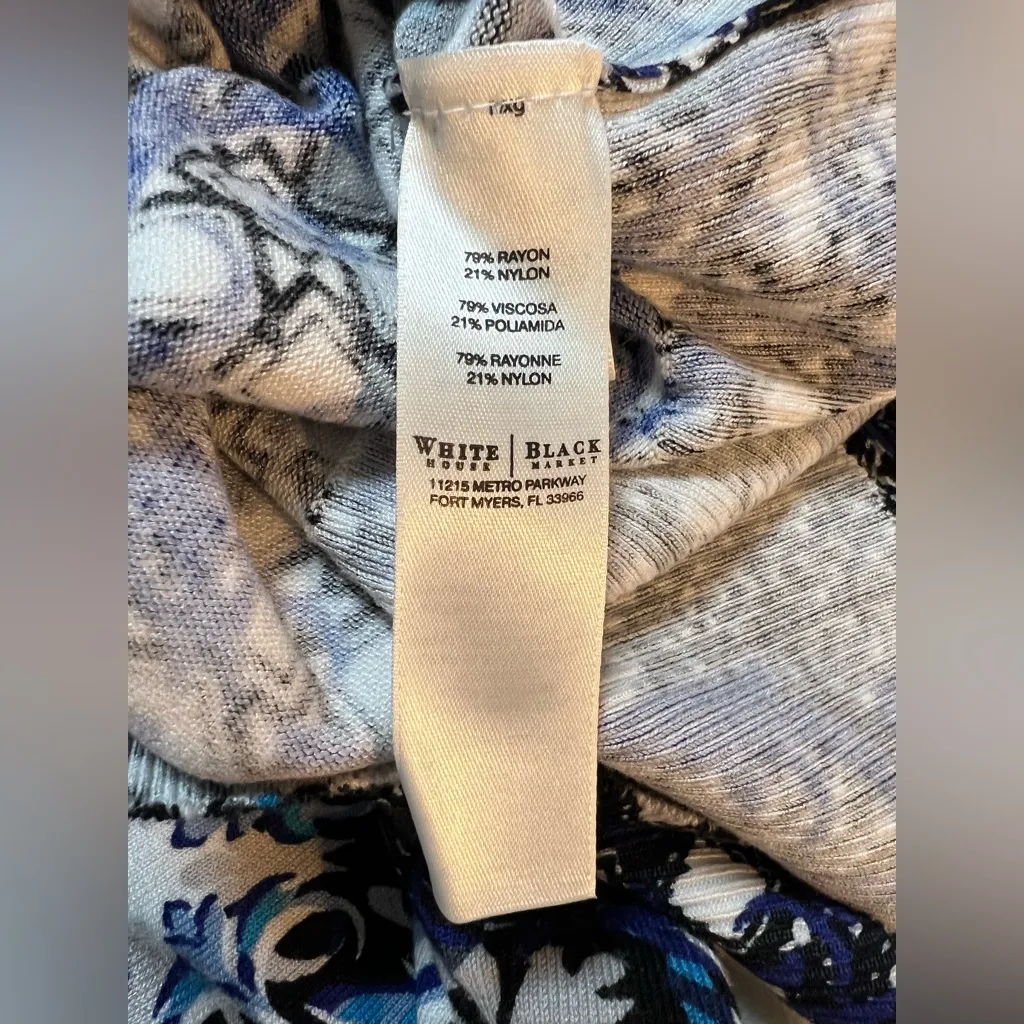 79% RAYON
21% NYLON
79% VISCOSA
21% POLIAMIDA
79% RAYONNE
21% NYLON
WHITE | BLACK
HOUSE | MARKET
11215 METRO PARKWAY
FORT MYERS, FL 33966